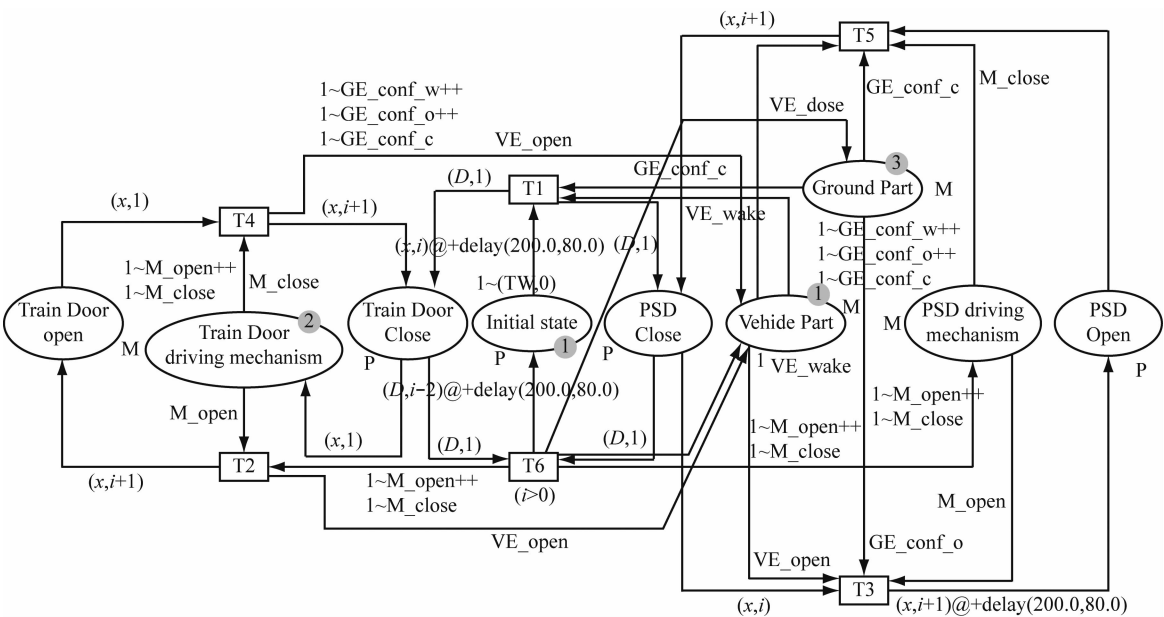 (x,i+1)
T5
M_close
GE_conf_c
1~GE_conf_w++
1~GE_conf_o++
1~GE_conf_c
VE_dose
VE_open
3
Ground Part
M
GE_conf_c
(D,1)
T1
VE_wake
(x,1)
T4
(x,i+1)
(x,i)@+delay(200.0,80.0)
(D,1)
1~GE_conf_w++
1~GE_conf_o++
1~GE_conf_c
1~M_open++
1~M_close
M_close
1~(TW,0)
Train Door
open
M
Train Door
driving mechanism
2
Train Door
Close
P
Initial state
1
P
PSD
Close
P
Vehide Part
1
M
M
PSD driving
mechanism
PSD
Open
P
1
VE_wake
(D,i-2)@+delay(200.0,80.0)
1~M_open++
1~M_close
M_open
(x,1)
(D,1)
(D,1)
1~M_open++
1~M_close
T2
T6
(x,i+1)
1~M_open++
1~M_close
(i>0)
M_open
VE_open
GE_conf_o
VE_open
T3
(x,i)
(x,i+1)@+delay(200.0,80.0)